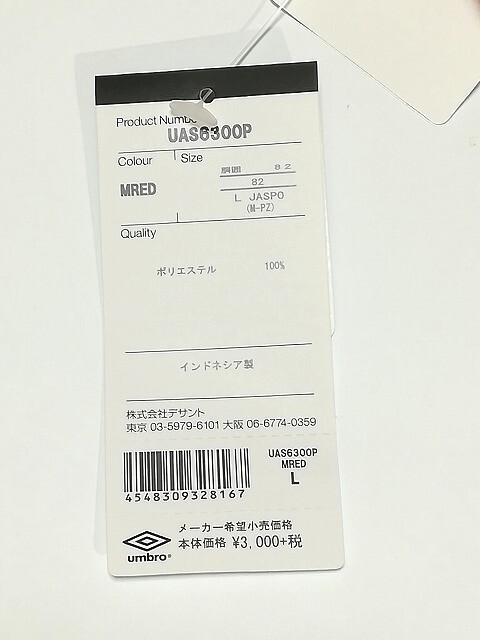 Product Numbe
UAS6300P
Colour
Size
MRED
胴囲 82
82
L JASPO
(M-PZ)
Quality
ポリエステル 100%
インドネシア製
株式会社デサント
東京 03-5979-6101 大阪 06-6774-0359
UAS6300P
MRED
L
4548309328167
メーカー希望小売価格
本体価格 ¥3,000+税
umbro®